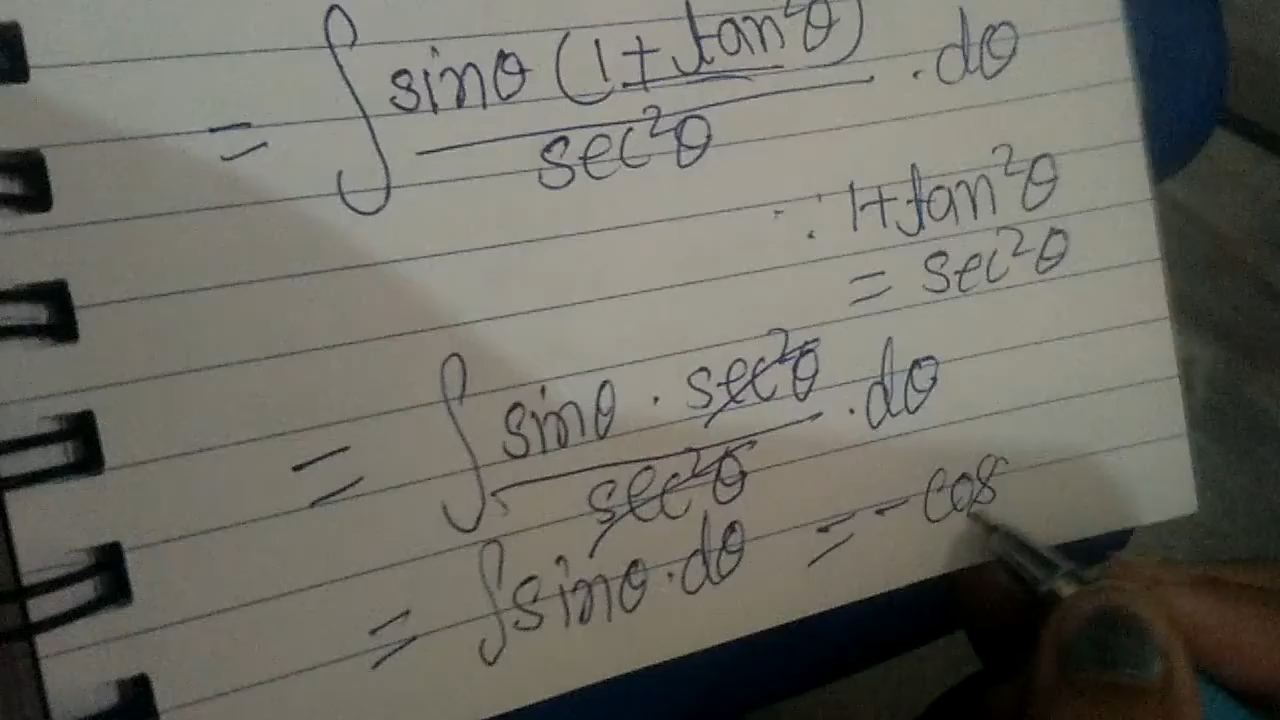 = ∫ sinθ (1 + tan²θ) / sec²θ . dθ
∵ 1 + tan²θ
= sec²θ
= ∫ sinθ . sec²θ / sec²θ . dθ
= ∫ sinθ . dθ = - cos